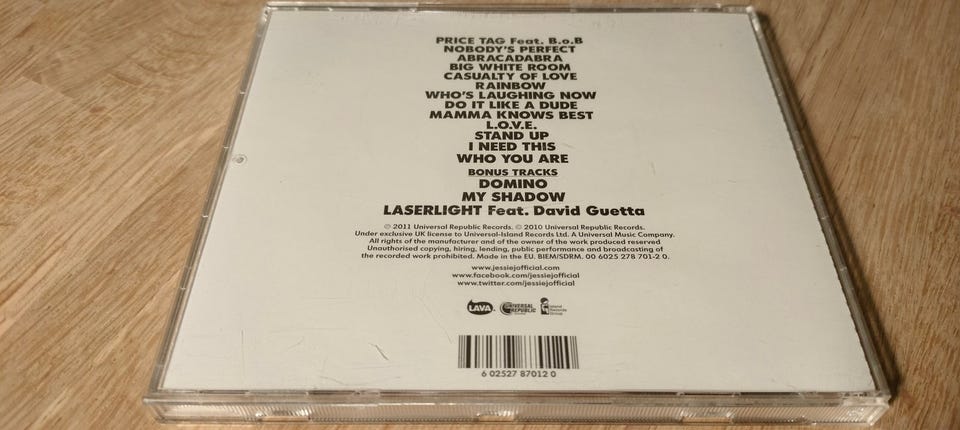 PRICE TAG Feat. B.o.B
NOBODY'S PERFECT
ABRACADABRA
BIG WHITE ROOM
CASUALTY OF LOVE
RAINBOW
WHO'S LAUGHING NOW
DO IT LIKE A DUDE
MAMMA KNOWS BEST
L.O.V.E.
STAND UP
I NEED THIS
WHO YOU ARE
BONUS TRACKS
DOMINO
MY SHADOW
LASERLIGHT Feat. David Guetta
℗ 2011 Universal Republic Records. © 2010 Universal Republic Records.
Under exclusive UK license to Universal-Island Records Ltd. A Universal Music Company.
All rights of the manufacturer and of the owner of the work produced reserved
Unauthorised copying, hiring, lending, public performance and broadcasting of
the recorded work prohibited. Made in the EU. BIEM/SDRM. 00 6025 278 701-2 0.
www.jessiejofficial.com
www.facebook.com/jessiejofficial
www.twitter.com/jessiejofficial
LAVA UNIVERSAL REPUBLIC Island Records Group
6 02527 87012 0